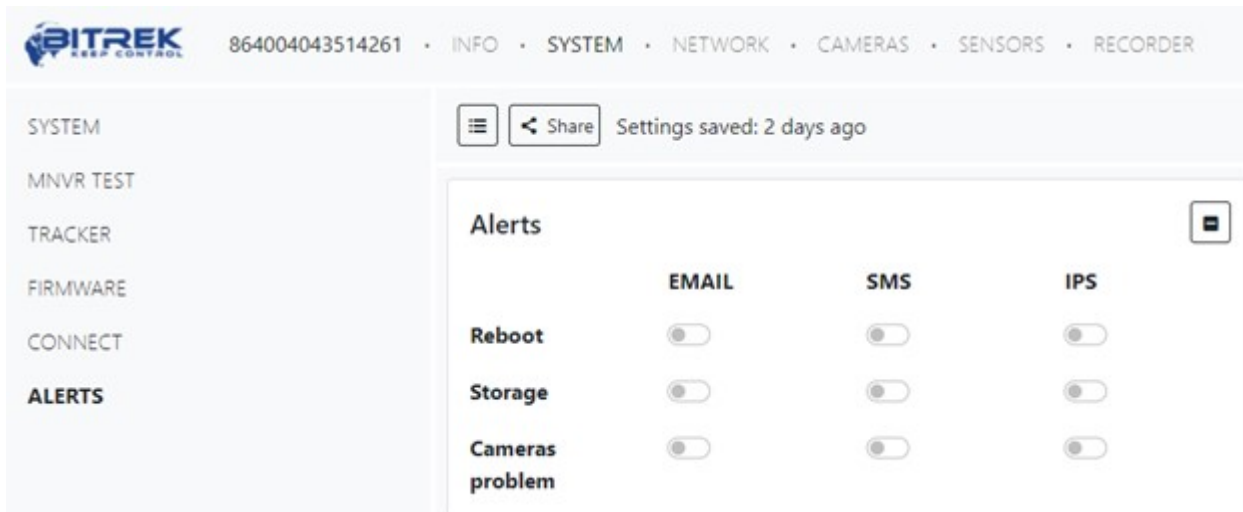 BITREK
KEEP CONTROL
864004043514261 · INFO · SYSTEM · NETWORK · CAMERAS · SENSORS · RECORDER
SYSTEM
MNVR TEST
TRACKER
FIRMWARE
CONNECT
ALERTS
Share Settings saved: 2 days ago
Alerts
EMAIL SMS IPS
Reboot
Storage
Cameras
problem